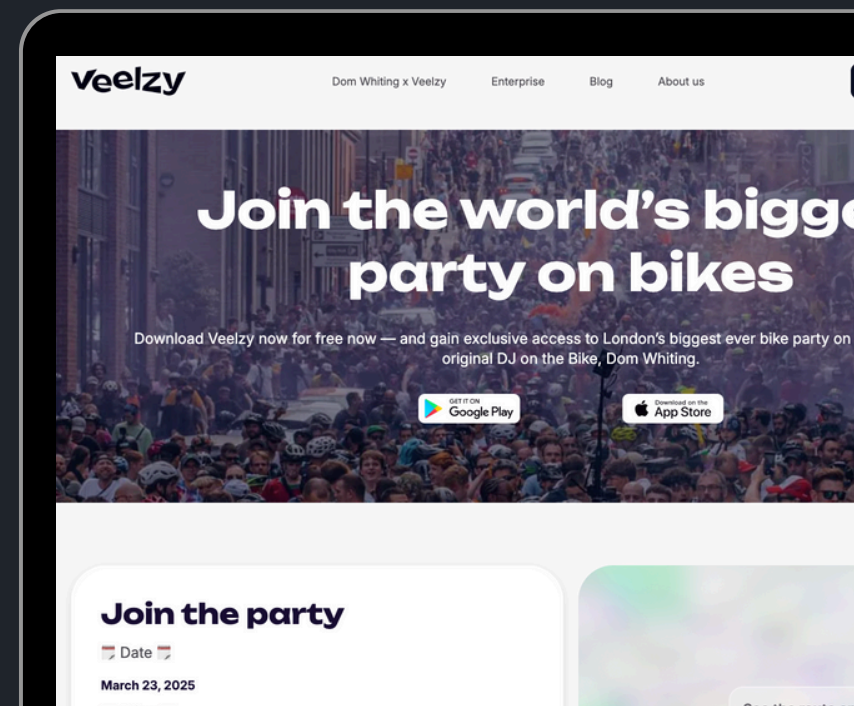 Veelzy
Dom Whiting x Veelzy
Enterprise
Blog
About us
Join the world's bigge
party on bikes
Download Veelzy now for free now — and gain exclusive access to London's biggest ever bike party on
original DJ on the Bike, Dom Whiting.
GET IT ON
Google Play
Download on the
App Store
Join the party
Date
March 23, 2025